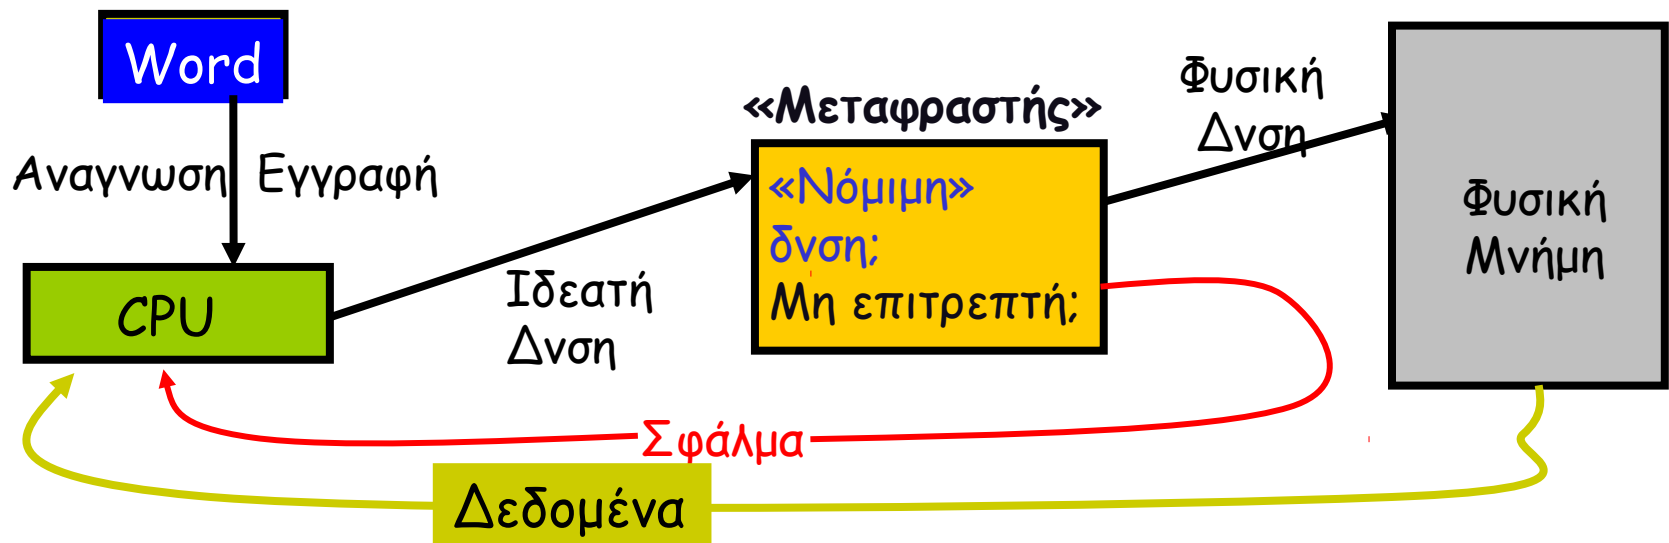 Word
Αναγνωση
Εγγραφή
CPU
Ιδεατή
Δνση
«Μεταφραστής»
«Νόμιμη»
δνση;
Μη επιτρεπτή;
Φυσική
Δνση
Φυσική
Μνήμη
Σφάλμα
Δεδομένα